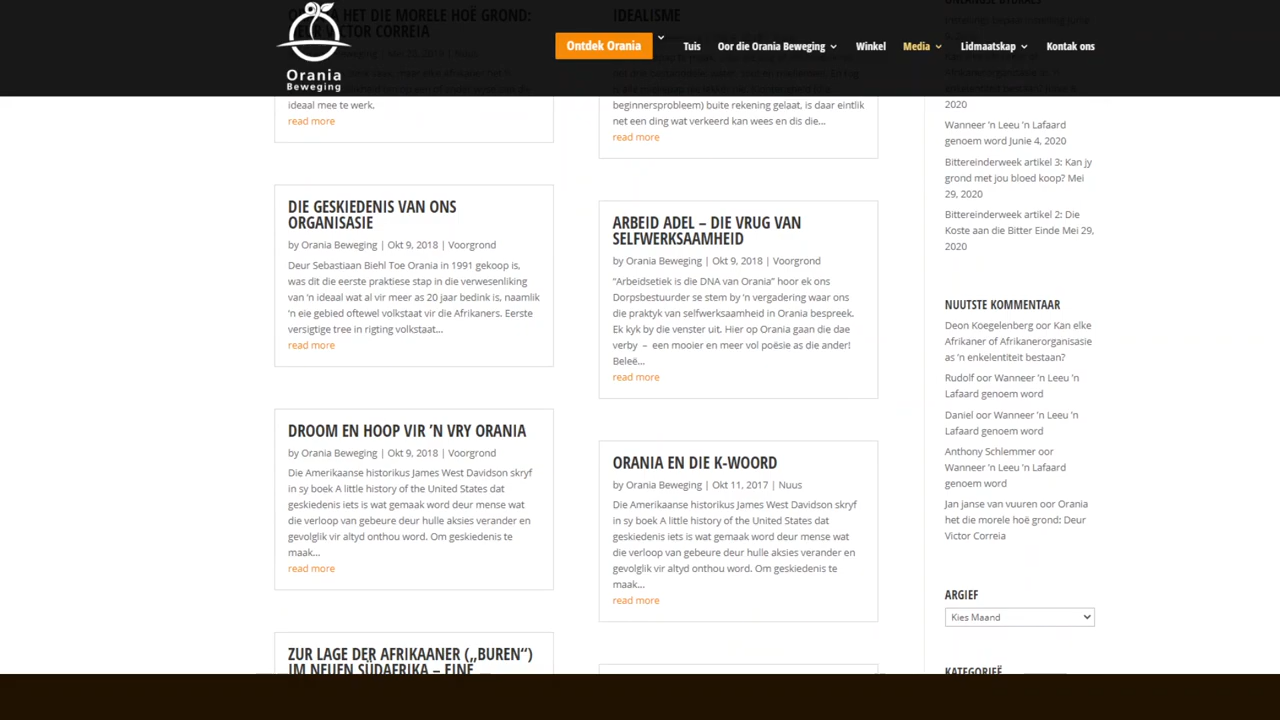 Orania
Beweging
Ontdek Orania
Tuis
Oor die Orania Beweging
Winkel
Media
Lidmaatskap
Kontak ons
ideaal mee te werk.
read more
DIE GESKIEDENIS VAN ONS
ORGANISASIE
by Orania Beweging | Okt 9, 2018 | Voorgrond
Deur Sebastiaan Biehl Toe Orania in 1991 gekoop is,
was dit die eerste praktiese stap in die verwesenliking
van ’n ideaal wat al vir meer as 20 jaar bedink is, naamlik
’n eie gebied oftewel volkstaat vir die Afrikaners. Eerste
versigtige tree in rigting volkstaat...
read more
DROOM EN HOOP VIR ’N VRY ORANIA
by Orania Beweging | Okt 9, 2018 | Voorgrond
Die Amerikaanse historikus James West Davidson skryf
in sy boek A little history of the United States dat
geskiedenis iets is wat gemaak word deur mense wat
die verloop van gebeure deur hulle aksies verander en
gevolglik vir altyd onthou word. Om geskiedenis te
maak...
read more
ZUR LAGE DER AFRIKAANER („BUREN“)
IM NEUEN SÜDAFRIKA – EINE
IDEALISME
beginnersprobleem) buite rekening gelaat, is daar eintlik
net een ding wat verkeerd kan wees en dis die...
read more
ARBEID ADEL – DIE VRUG VAN
SELFWERKSAAMHEID
by Orania Beweging | Okt 9, 2018 | Voorgrond
“Arbeidsetiek is die DNA van Orania” hoor ek ons
Dorpsbestuurder se stem by ’n vergadering waar ons
die praktyk van selfwerksaamheid in Orania bespreek.
Ek kyk by die venster uit. Hier op Orania gaan die dae
verby – een mooier en meer vol poësie as die ander!
Beleë...
read more
ORANIA EN DIE K-WOORD
by Orania Beweging | Okt 11, 2017 | Nuus
Die Amerikaanse historikus James West Davidson skryf
in sy boek A little history of the United States dat
geskiedenis iets is wat gemaak word deur mense wat
die verloop van gebeure deur hulle aksies verander en
gevolglik vir altyd onthou word. Om geskiedenis te
maak...
read more
2020
Wanneer ’n Leeu ’n Lafaard
genoem word Junie 4, 2020
Bittereinderweek artikel 3: Kan jy
grond met jou bloed koop? Mei
29, 2020
Bittereinderweek artikel 2: Die
Koste aan die Bitter Einde Mei 29,
2020
NUUTSTE KOMMENTAAR
Deon Koegelenberg oor Kan elke
Afrikaner of Afrikanerorganisasie
as ’n enkelentiteit bestaan?
Rudolf oor Wanneer ’n Leeu ’n
Lafaard genoem word
Daniel oor Wanneer ’n Leeu ’n
Lafaard genoem word
Anthony Schlemmer oor
Wanneer ’n Leeu ’n Lafaard
genoem word
Jan janse van vuuren oor Orania
het die morele hoë grond: Deur
Victor Correia
ARGIEF
Kies Maand
KATEGORIEË